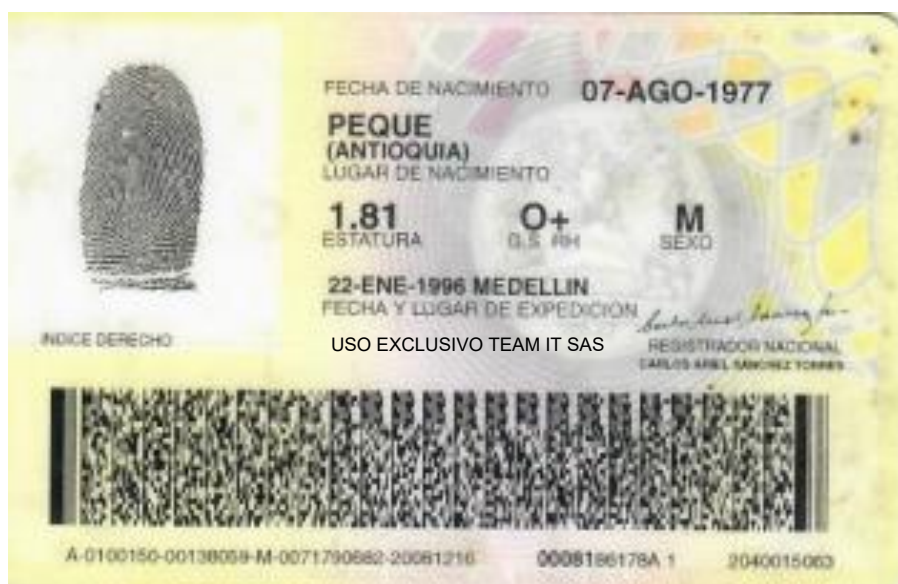 FECHA DE NACIMIENTO 07-AGO-1977
PEQUE
(ANTIOQUIA)
LUGAR DE NACIMIENTO
1.81 O+ M
ESTATURA G.S. RH SEXO
22-ENE-1996 MEDELLIN
FECHA Y LUGAR DE EXPEDICION
INDICE DERECHO
USO EXCLUSIVO TEAM IT SAS
REGISTRADOR NACIONAL
CARLOS ARIEL SANCHEZ TORRES
A-0100150-00138059-M-0071790682-20081216 0008186178A 1 2040015063